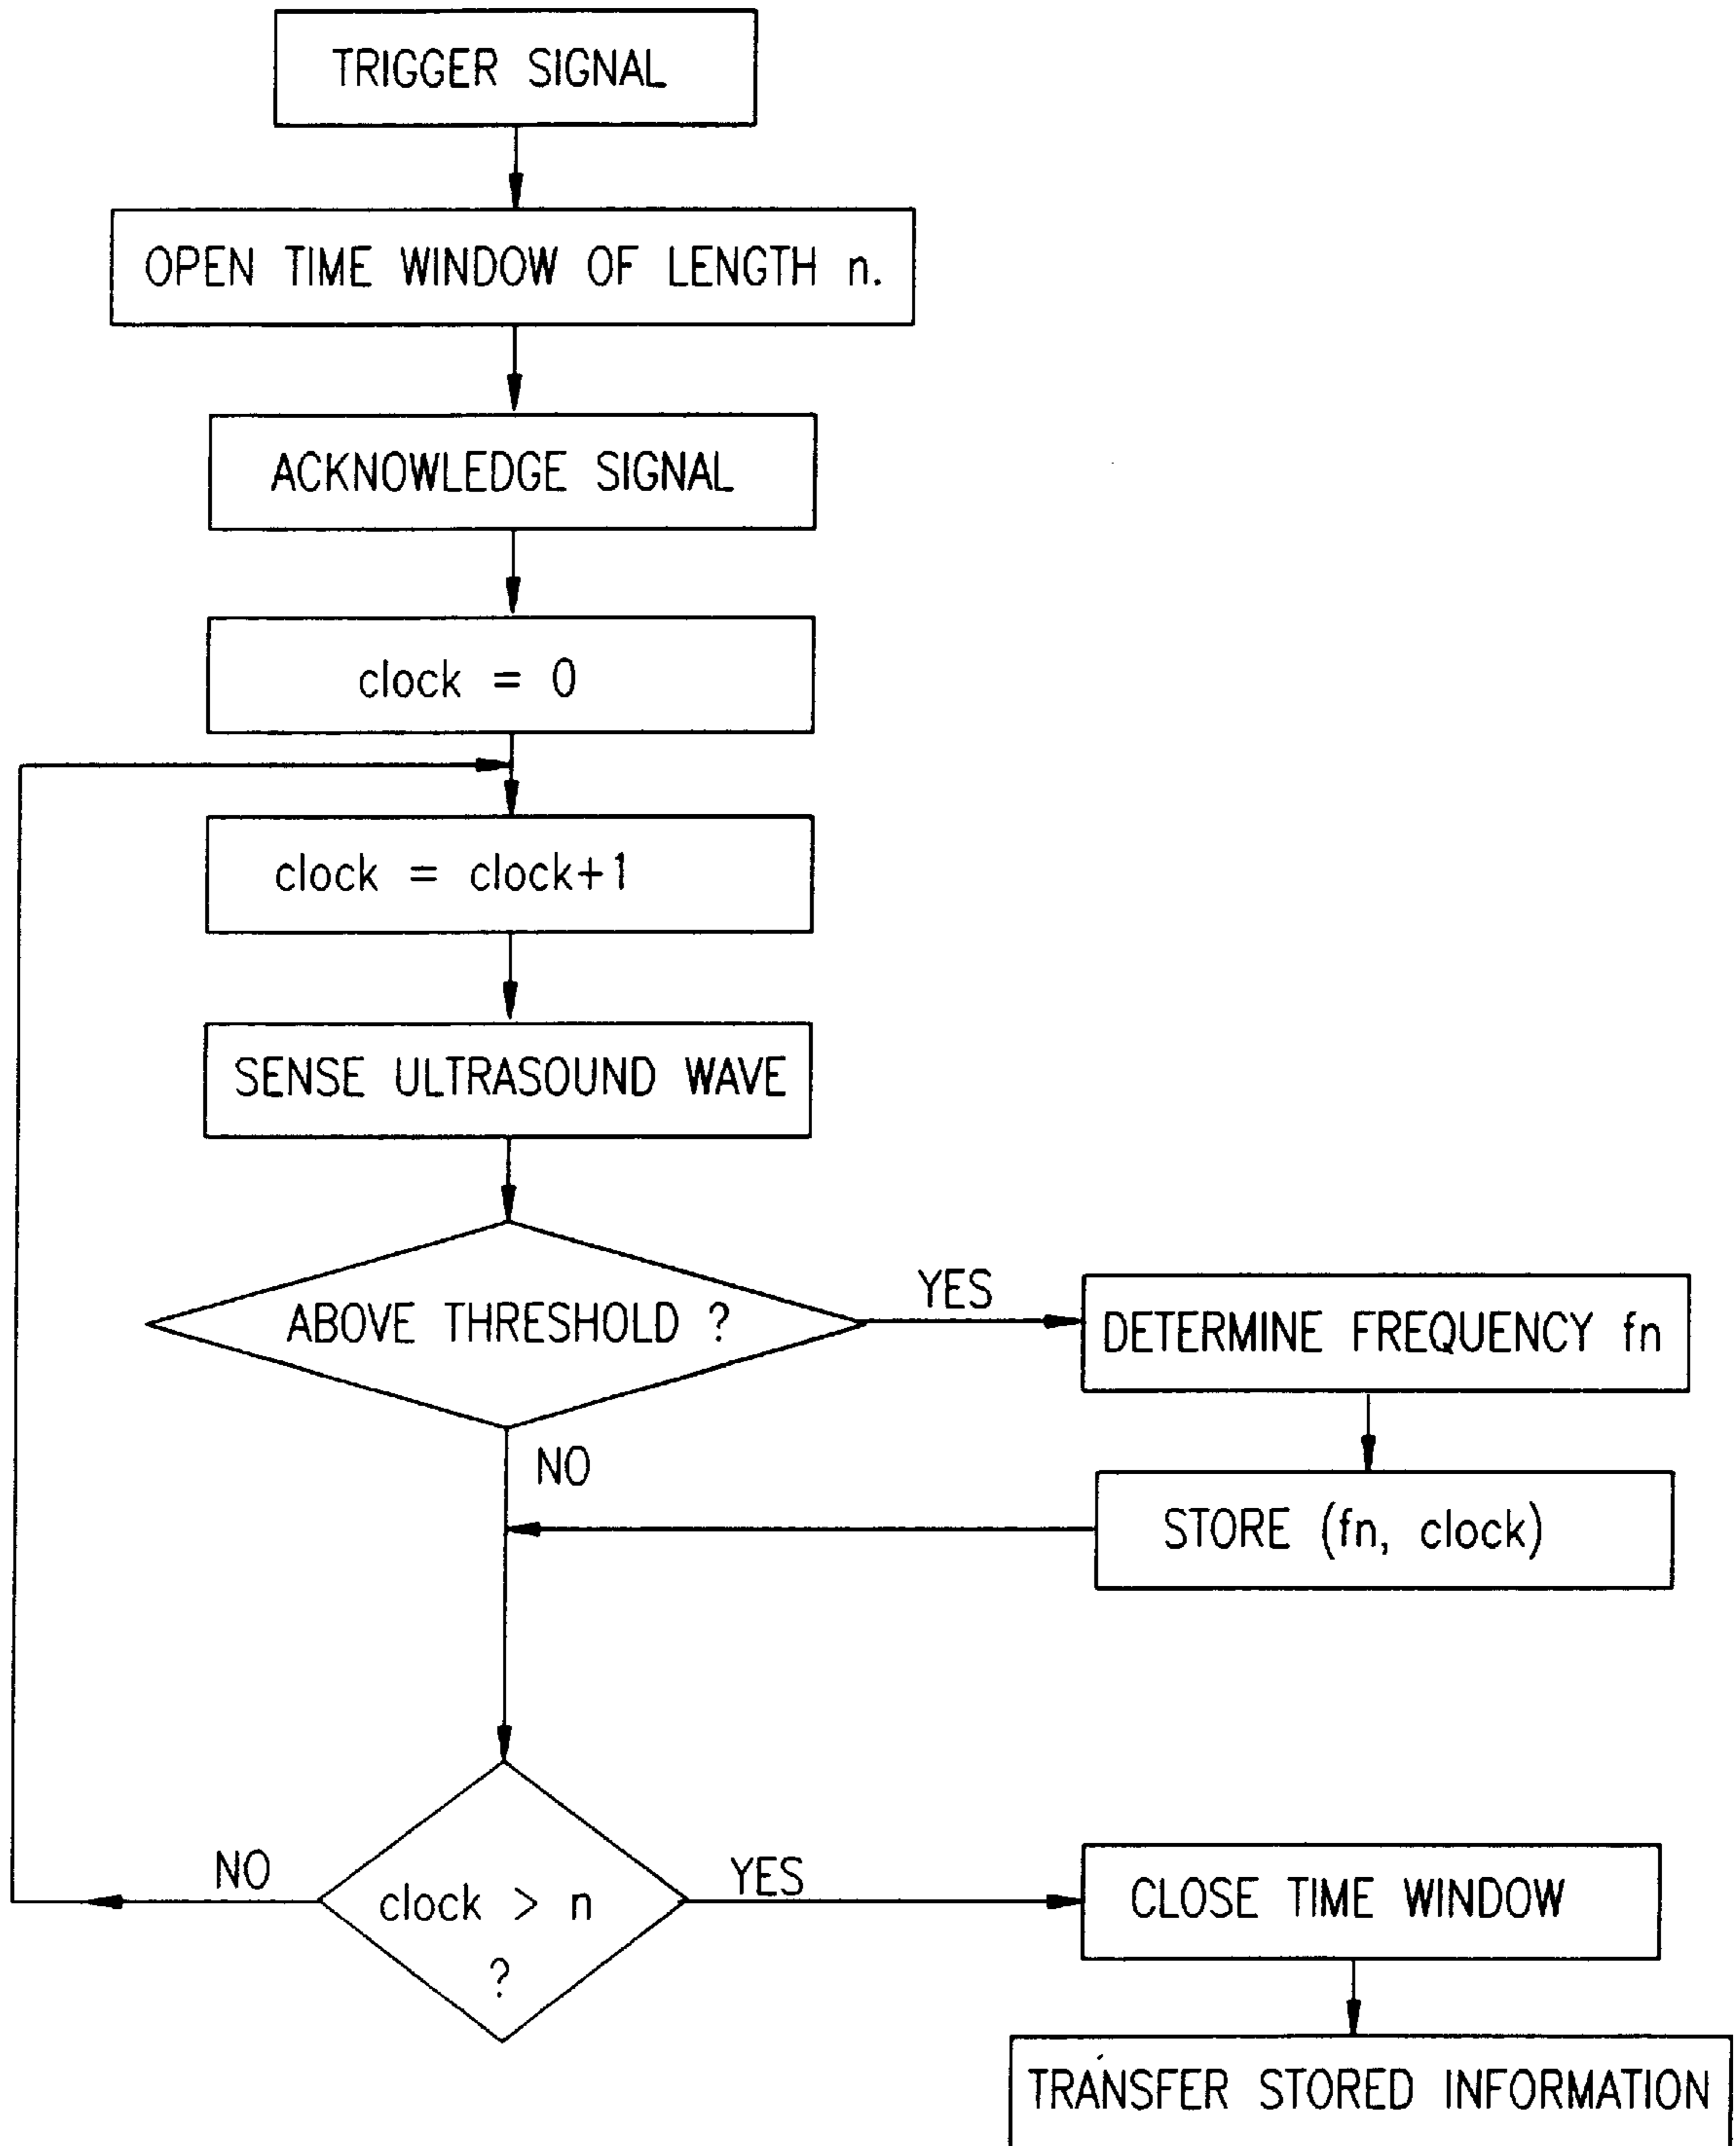 TRIGGER SIGNAL
OPEN TIME WINDOW OF LENGTH n.
ACKNOWLEDGE SIGNAL
clock = 0
clock = clock+1
SENSE ULTRASOUND WAVE
ABOVE THRESHOLD ?
YES
DETERMINE FREQUENCY fn
NO
STORE (fn, clock)
NO
clock > n
?
YES
CLOSE TIME WINDOW
TRANSFER STORED INFORMATION